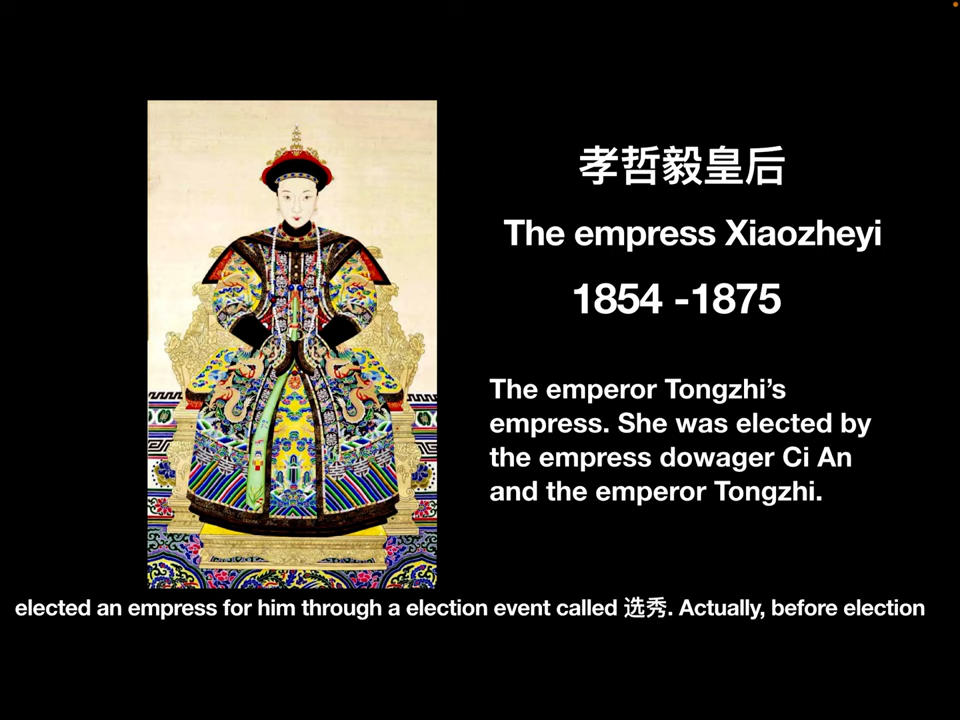 孝哲毅皇后
The empress Xiaozheyi
1854 -1875
The emperor Tongzhi’s
empress. She was elected by
the empress dowager Ci An
and the emperor Tongzhi.
elected an empress for him through a election event called 选秀. Actually, before election